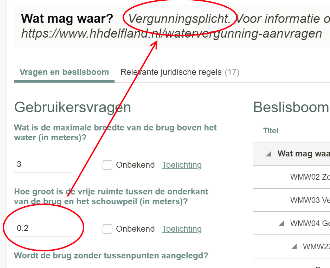 Wat mag waar? Vergunningsplicht. Voor informatie o
https://www.hhdelfland.nl/watervergunning-aanvragen
Vragen en beslisboom Relevante juridische regels (17)
Gebruikersvragen
Wat is de maximale breedte van de brug boven het
water (in meters)?
3 Onbekend Toelichting
Hoe groot is de vrije ruimte tussen de onderkant
van de brug en het schouwpeil (in meters)?
0.2 Onbekend Toelichting
Wordt de brug zonder tussenpunten aangelegd?
Beslisboom
Titel
Wat mag waa
WMW02 Zo
WMW03 Ve
WMW04 Ge
WMW22